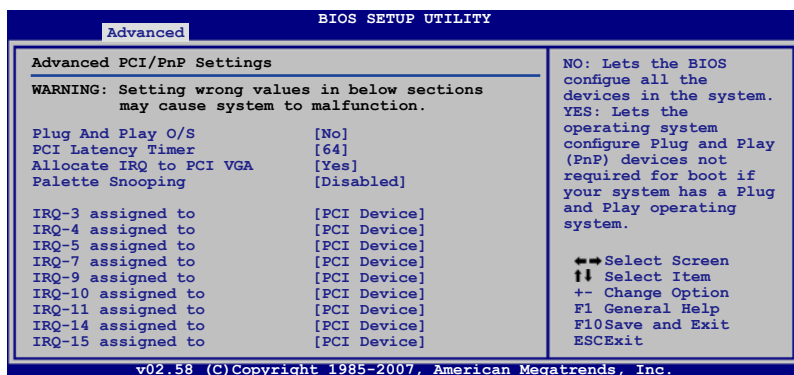 BIOS SETUP UTILITY
Advanced
Advanced PCI/PnP Settings
WARNING: Setting wrong values in below sections
may cause system to malfunction.
Plug And Play O/S [No]
PCI Latency Timer [64]
Allocate IRQ to PCI VGA [Yes]
Palette Snooping [Disabled]
IRQ-3 assigned to [PCI Device]
IRQ-4 assigned to [PCI Device]
IRQ-5 assigned to [PCI Device]
IRQ-7 assigned to [PCI Device]
IRQ-9 assigned to [PCI Device]
IRQ-10 assigned to [PCI Device]
IRQ-11 assigned to [PCI Device]
IRQ-14 assigned to [PCI Device]
IRQ-15 assigned to [PCI Device]
NO: Lets the BIOS
configue all the
devices in the system.
YES: Lets the
operating system
configure Plug and Play
(PnP) devices not
required for boot if
your system has a Plug
and Play operating
system.
←→Select Screen
↑↓ Select Item
+- Change Option
F1 General Help
F10Save and Exit
ESCExit
v02.58 (C)Copyright 1985-2007, American Megatrends, Inc.